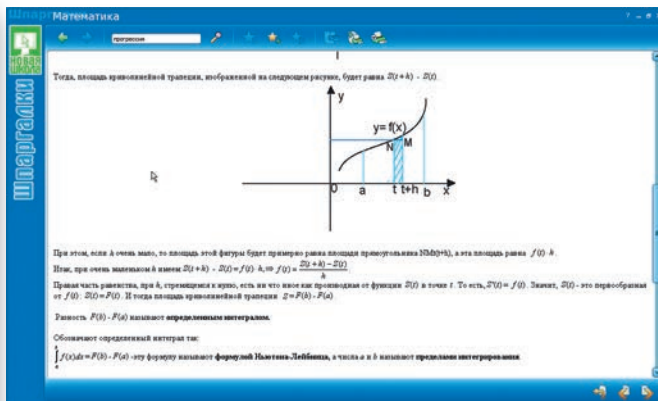 Шпаргалки
Математика
НОВАЯ ШКОЛА
Шпаргалки
прогрессия
Тогда, площадь криволинейной трапеции, изображенной на следующем рисунке, будет равна S(t+h) - S(t).
y
y= f(x)
N M
0 a t t+h b x
При этом, если h очень мало, то площадь этой фигуры будет примерно равна площади прямоугольника NMt(t+h), а эта площадь равна f(t)·h.
Итак, при очень маленьком h имеем S(t+h) - S(t)=f(t)·h,⇒ f(t)= (S(t+h)-S(t))/h
Правая часть равенства, при h, стремящемся к нулю, есть ни что иное как производная от функции S(t) в точке t. То есть, S'(t)= f(t). Значит, S(t) - это первообразная
от f(t): S(t)=F(t). И тогда площадь криволинейной трапеции S=F(b)-F(a)
Разность F(b)-F(a) называют определенным интегралом.
Обозначают определенный интеграл так:
∫f(x)dx=F(b)-F(a) -эту формулу называют формулой Ньютона-Лейбница, а числа a и b называют пределами интегрирования.